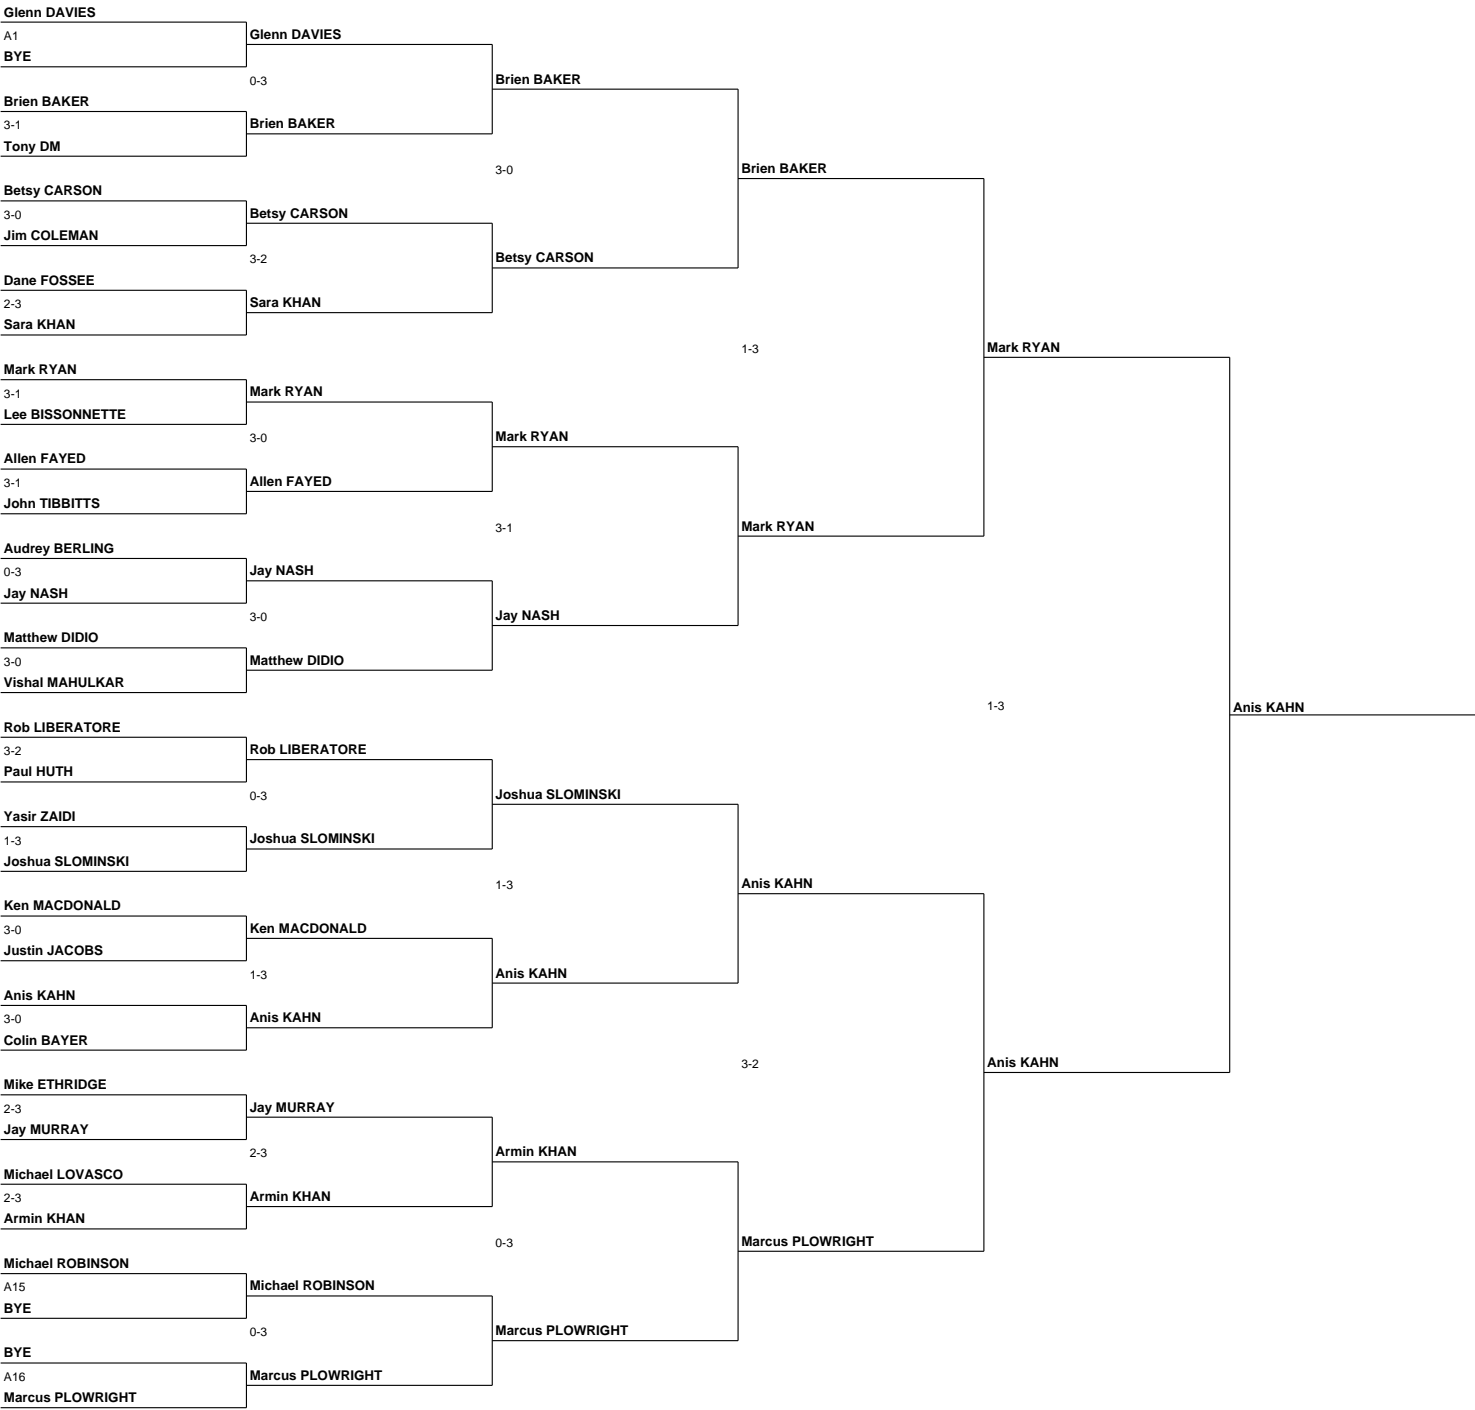 Glenn DAVIES
A1
BYE
Glenn DAVIES
0-3
Brien BAKER
3-1
Tony DM
Brien BAKER
Brien BAKER
3-0
Betsy CARSON
3-0
Jim COLEMAN
Betsy CARSON
3-2
Dane FOSSEE
2-3
Sara KHAN
Sara KHAN
Betsy CARSON
Brien BAKER
1-3
Mark RYAN
3-1
Lee BISSONNETTE
Mark RYAN
3-0
Allen FAYED
3-1
John TIBBITTS
Allen FAYED
Mark RYAN
3-1
Audrey BERLING
0-3
Jay NASH
Jay NASH
3-0
Matthew DIDIO
3-0
Vishal MAHULKAR
Matthew DIDIO
Jay NASH
Mark RYAN
Mark RYAN
1-3
Anis KAHN
Rob LIBERATORE
3-2
Paul HUTH
Rob LIBERATORE
0-3
Yasir ZAIDI
1-3
Joshua SLOMINSKI
Joshua SLOMINSKI
Joshua SLOMINSKI
1-3
Ken MACDONALD
3-0
Justin JACOBS
Ken MACDONALD
1-3
Anis KAHN
3-0
Colin BAYER
Anis KAHN
Anis KAHN
Anis KAHN
3-2
Anis KAHN
Mike ETHRIDGE
2-3
Jay MURRAY
Jay MURRAY
2-3
Michael LOVASCO
2-3
Armin KHAN
Armin KHAN
Armin KHAN
0-3
Marcus PLOWRIGHT
Michael ROBINSON
A15
BYE
Michael ROBINSON
0-3
BYE
A16
Marcus PLOWRIGHT
Marcus PLOWRIGHT
Marcus PLOWRIGHT